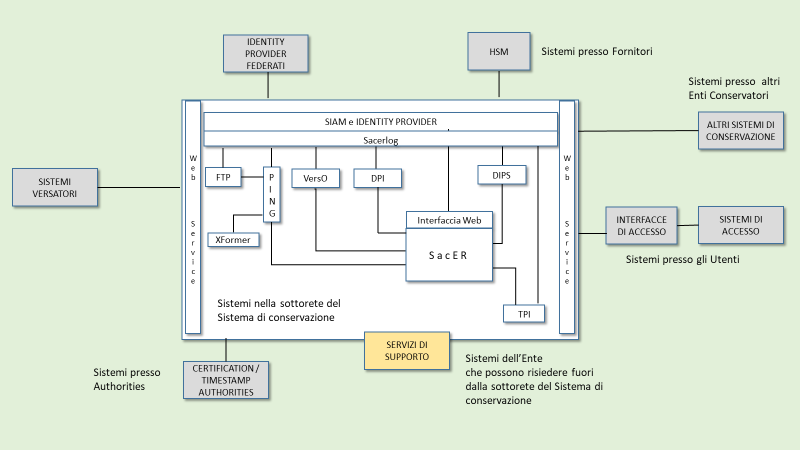 IDENTITY
PROVIDER
FEDERATI
HSM
Sistemi presso Fornitori
Sistemi presso altri
Enti Conservatori
ALTRI SISTEMI DI
CONSERVAZIONE
SIAM e IDENTITY PROVIDER
Sacerlog
Web Service
Web Service
FTP
PING
VersO
DPI
DIPS
XFormer
Interfaccia Web
SacER
TPI
SISTEMI
VERSATORI
INTERFACCE
DI ACCESSO
SISTEMI DI
ACCESSO
Sistemi presso gli Utenti
Sistemi nella sottorete del
Sistema di conservazione
SERVIZI DI
SUPPORTO
Sistemi dell'Ente
che possono risiedere fuori
dalla sottorete del Sistema di
conservazione
Sistemi presso
Authorities
CERTIFICATION /
TIMESTAMP
AUTHORITIES